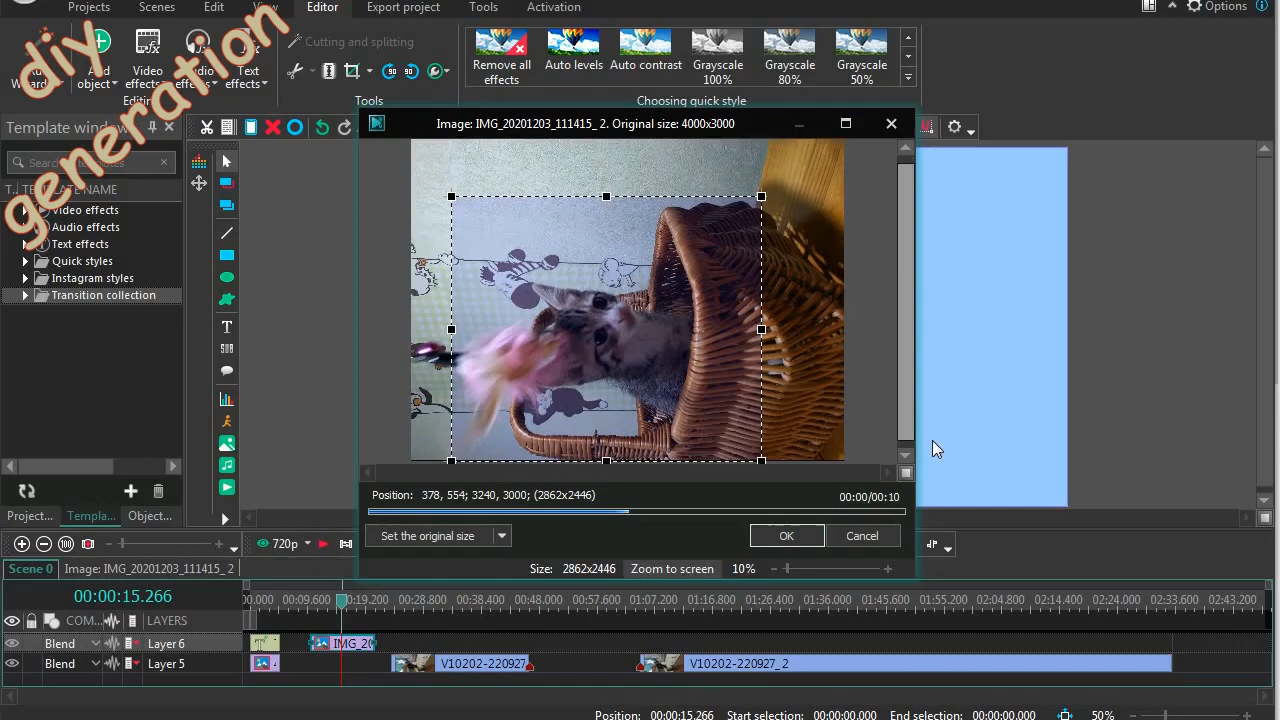 Projects Scenes Edit View Editor Export project Tools Activation Options
diy
generation
Cutting and splitting
Add
object
Video
effects
Audio
effects
Text
effects
Tools
Remove all
effects
Auto levels
Auto contrast
Grayscale
100%
Grayscale
80%
Grayscale
50%
Choosing quick style
Template window
Image: IMG_20201203_111415_ 2. Original size: 4000x3000
TEMPLATE NAME
Video effects
Audio effects
Text effects
Quick styles
Instagram styles
Transition collection
Position: 378, 554; 3240, 3000; (2862x2446)
00:00/00:10
Set the original size
OK
Cancel
Size: 2862x2446 Zoom to screen 10%
Project... Templa... Object...
720p
Scene 0 Image: IMG_20201203_111415_ 2
00:00:15.266
00:09.600 00:19.200 00:28.800 00:38.400 00:48.000 00:57.600 01:07.200 01:16.800 01:26.400 01:36.000 01:45.600 01:55.200 02:04.800 02:14.400 02:24.000 02:33.600 02:43.200
COM... LAYERS
Blend Layer 6 IMG_20
Blend Layer 5 V10202-220927 V10202-220927_2
Position: 00:00:15.266 Start selection: 00:00:00.000 End selection: 00:00:00.000 50%